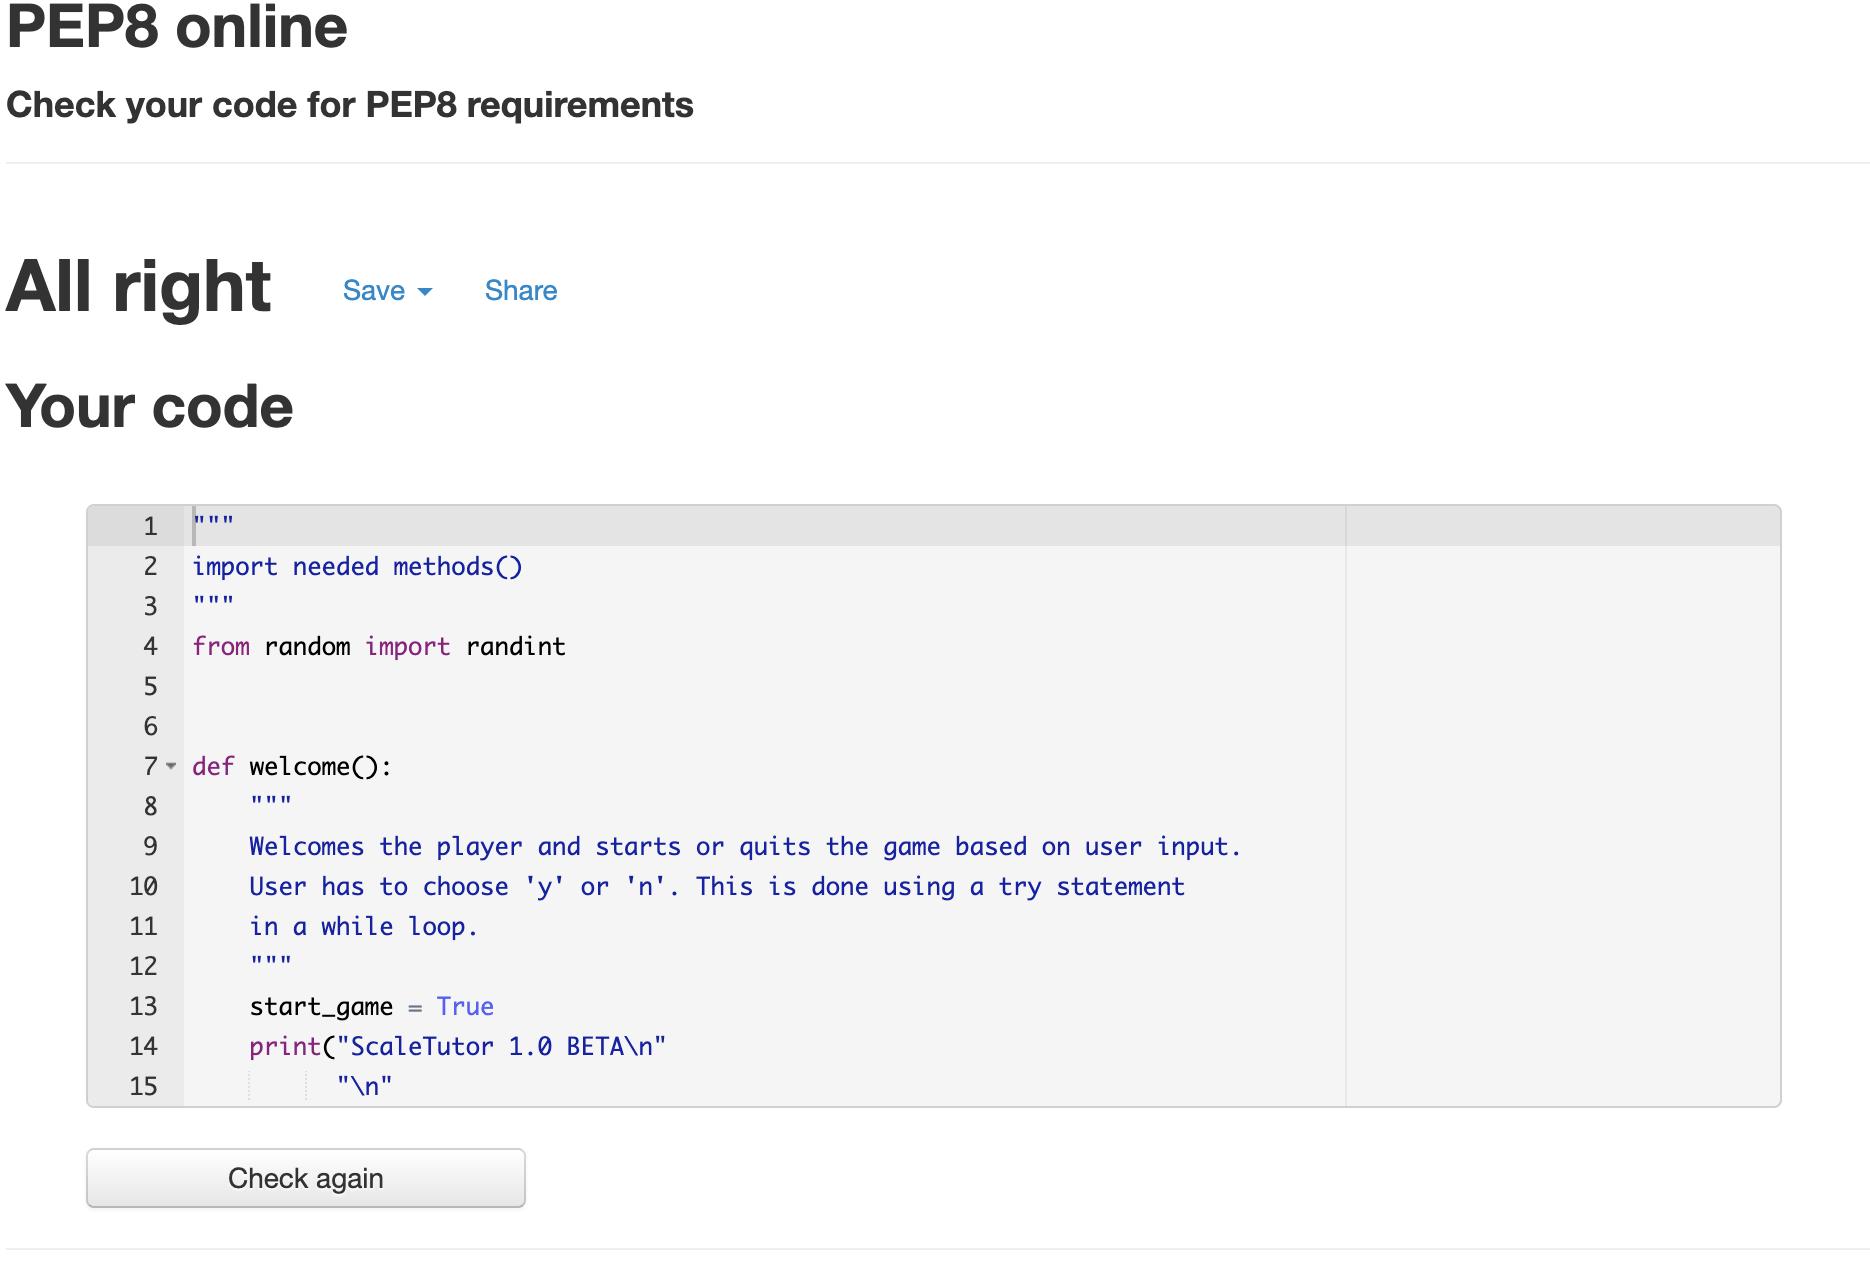 PEP8 online
Check your code for PEP8 requirements
All right Save Share
Your code
1 """
2 import needed methods()
3 """
4 from random import randint
5
6
7 def welcome():
8     """
9     Welcomes the player and starts or quits the game based on user input.
10     User has to choose 'y' or 'n'. This is done using a try statement
11     in a while loop.
12     """
13     start_game = True
14     print("ScaleTutor 1.0 BETA\n"
15           "\n"
Check again